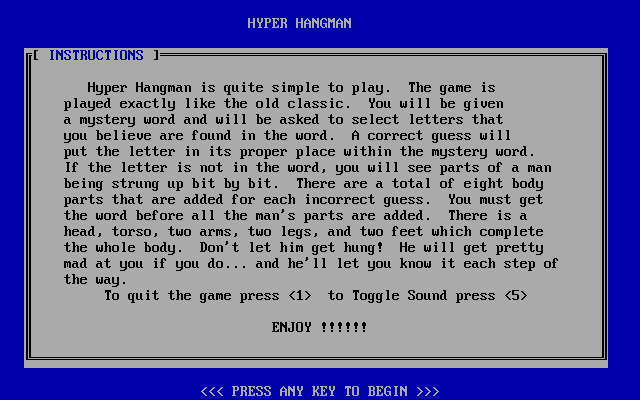 HYPER HANGMAN
[ INSTRUCTIONS ]
Hyper Hangman is quite simple to play.  The game is
played exactly like the old classic.  You will be given
a mystery word and will be asked to select letters that
you believe are found in the word.  A correct guess will
put the letter in its proper place within the mystery word.
If the letter is not in the word, you will see parts of a man
being strung up bit by bit.  There are a total of eight body
parts that are added for each incorrect guess.  You must get
the word before all the man's parts are added.  There is a
head, torso, two arms, two legs, and two feet which complete
the whole body.  Don't let him get hung!  He will get pretty
mad at you if you do... and he'll let you know it each step of
the way.
To quit the game press <1>  to Toggle Sound press <5>
ENJOY !!!!!!
<<< PRESS ANY KEY TO BEGIN >>>